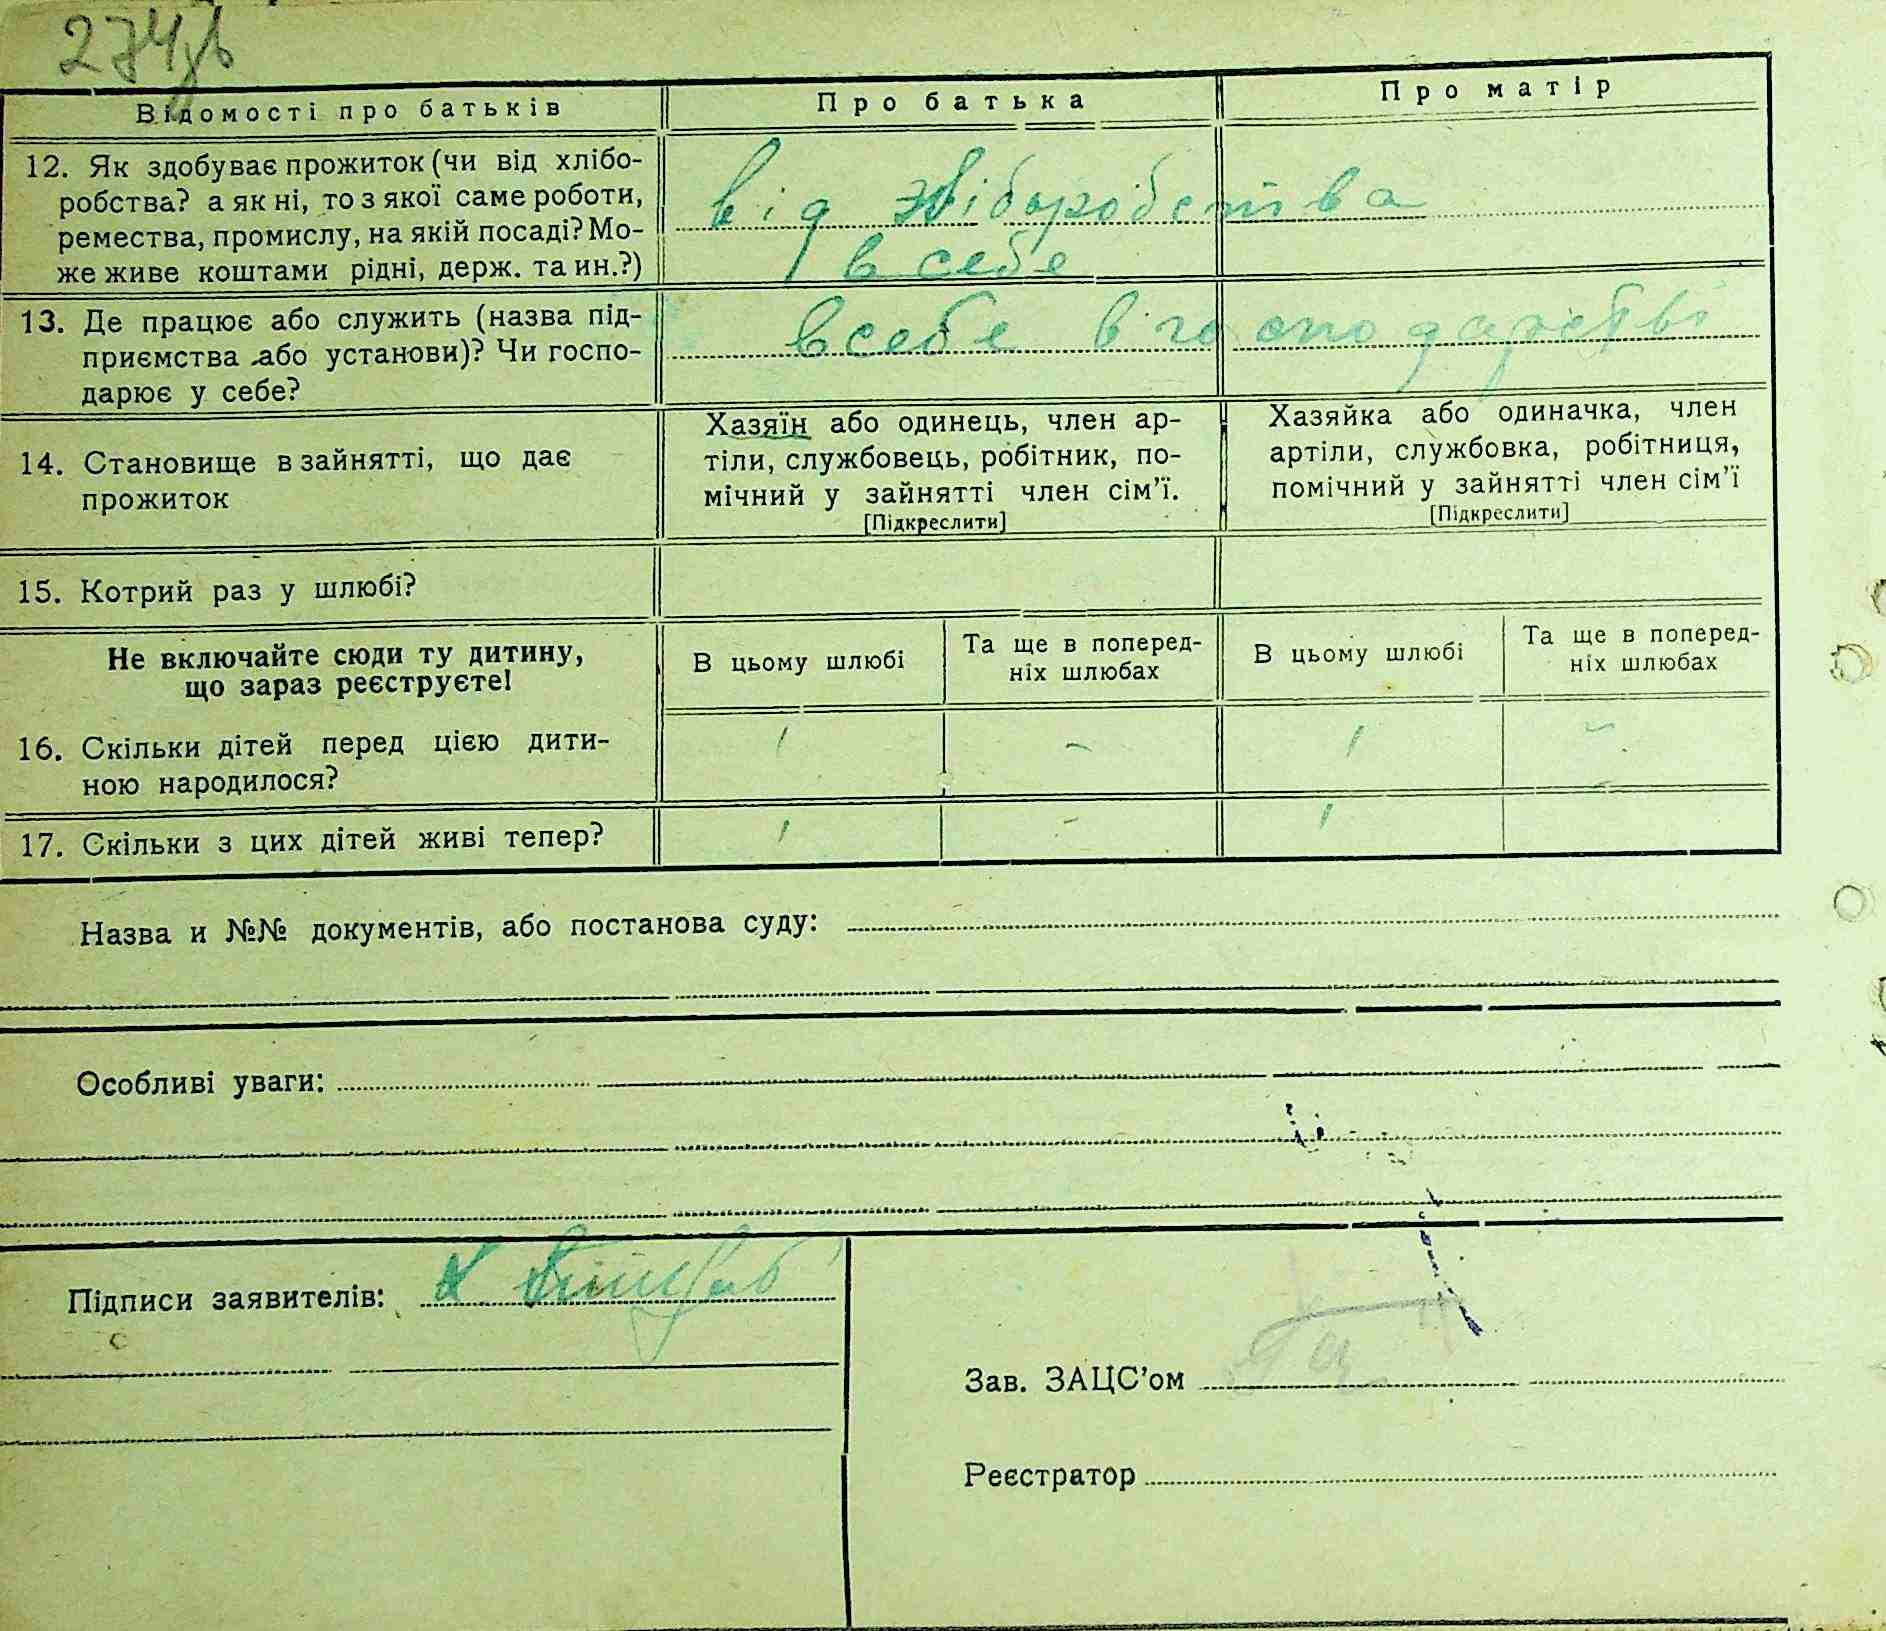 274зв
Відомості про батьків Про батька Про матір
12. Як здобуває прожиток (чи від хлібо-
робства? а як ні, то з якої саме роботи,
ремества, промислу, на якій посаді? Мо-
же живе коштами рідні, держ. та ин.?)
від хліборобства
в себе
13. Де працює або служить (назва під-
приємства або установи)? Чи госпо-
дарює у себе?
в себе в господарстві
14. Становище в зайнятті, що дає
прожиток
Хазяїн або одинець, член ар-
тіли, службовець, робітник, по-
мічний у зайнятті член сім’ї.
[Підкреслити]
Хазяйка або одиначка, член
артіли, службовка, робітниця,
помічний у зайнятті член сім’ї
[Підкреслити]
15. Котрий раз у шлюбі?
Не включайте сюди ту дитину,
що зараз реєструєте!
В цьому шлюбі
Та ще в поперед-
ніх шлюбах
В цьому шлюбі
Та ще в поперед-
ніх шлюбах
16. Скільки дітей перед цією дити-
ною народилося?
1 - 1 -
17. Скільки з цих дітей живі тепер?
1 - 1
Назва и №№ документів, або постанова суду:
Особливі уваги:
Підписи заявителів:
Зав. ЗАЦС’ом
Реєстратор